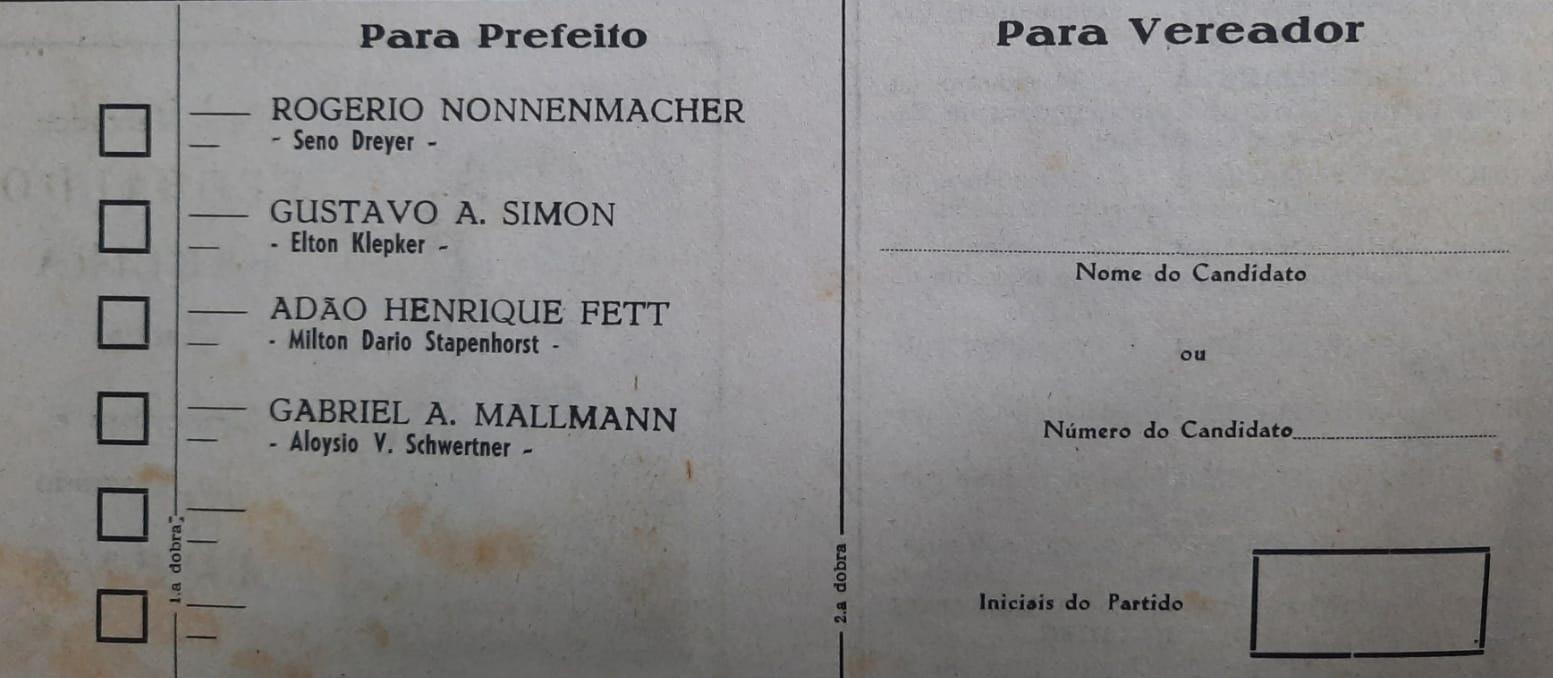 Para Prefeito
ROGERIO NONNENMACHER
- Seno Dreyer -
GUSTAVO A. SIMON
- Elton Klepker -
ADÃO HENRIQUE FETT
- Milton Dario Stapenhorst -
GABRIEL A. MALLMANN
- Aloysio V. Schwertner -
1.a dobra
2.a dobra
Para Vereador
Nome do Candidato
ou
Número do Candidato
Iniciais do Partido